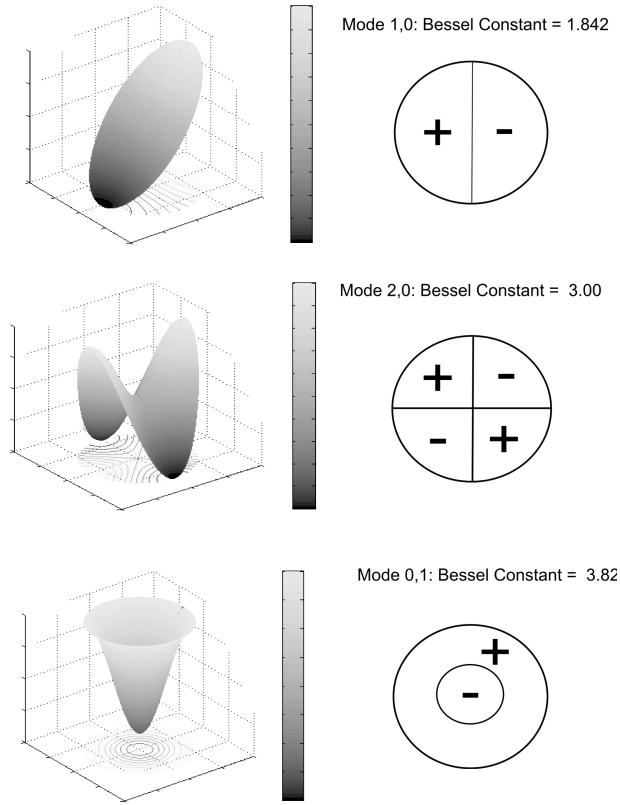 Mode 1,0: Bessel Constant = 1.842
+ -
Mode 2,0: Bessel Constant = 3.00
+ -
- +
Mode 0,1: Bessel Constant = 3.82
+
-